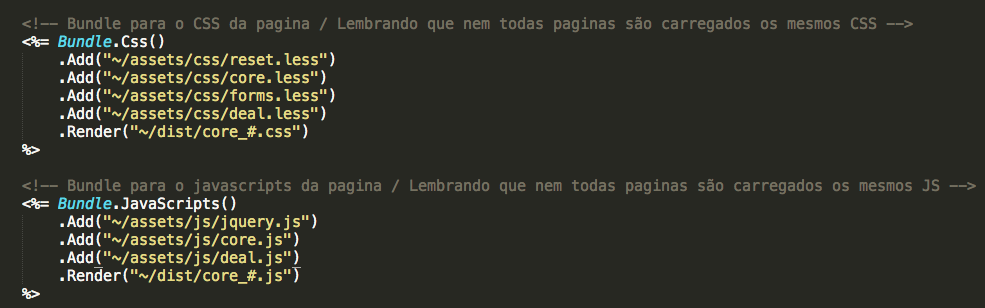 <!-- Bundle para o CSS da pagina / Lembrando que nem todas paginas são carregados os mesmos CSS -->
<%= Bundle.Css()
    .Add("~/assets/css/reset.less")
    .Add("~/assets/css/core.less")
    .Add("~/assets/css/forms.less")
    .Add("~/assets/css/deal.less")
    .Render("~/dist/core_#.css")
%>
<!-- Bundle para o javascripts da pagina / Lembrando que nem todas paginas são carregados os mesmos JS -->
<%= Bundle.JavaScripts()
    .Add("~/assets/js/jquery.js")
    .Add("~/assets/js/core.js")
    .Add("~/assets/js/deal.js")
    .Render("~/dist/core_#.js")
%>